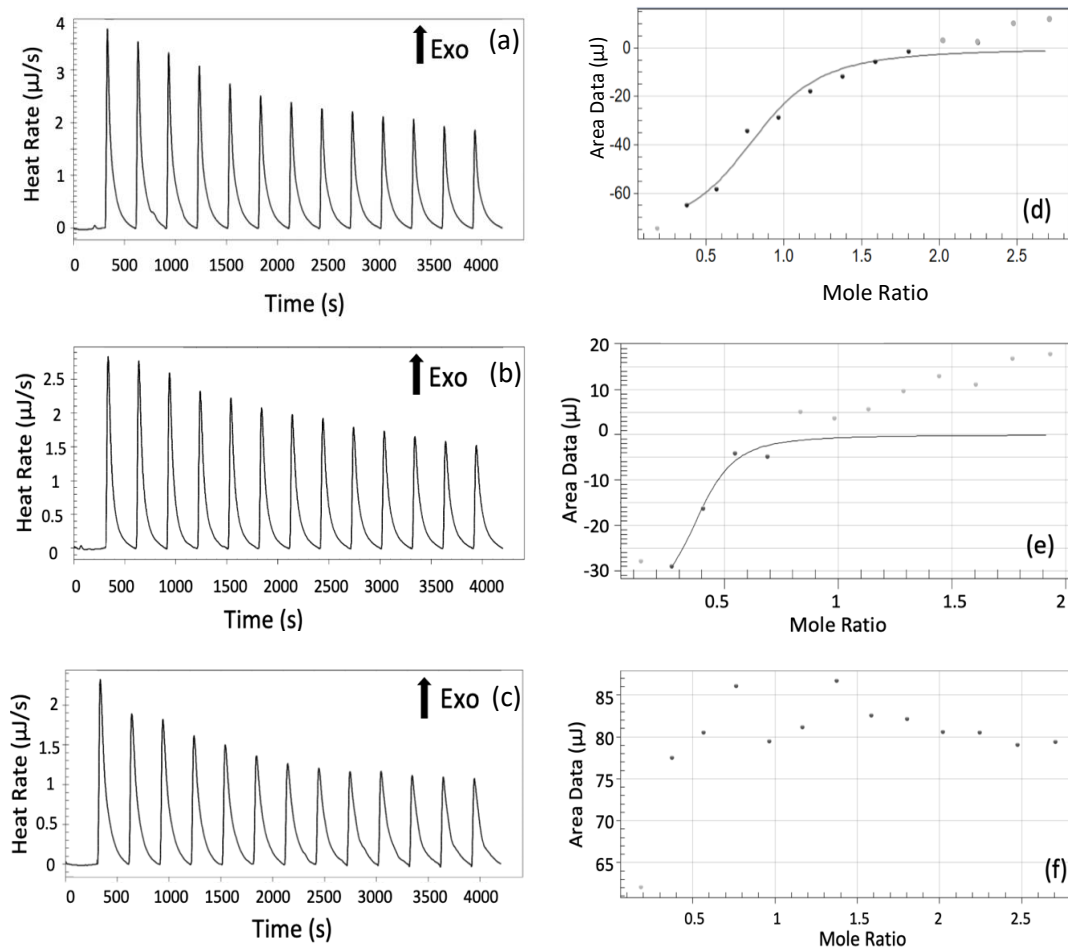 4
3
2
1
0
Heat Rate (µJ/s)
Exo
(a)
0 500 1000 1500 2000 2500 3000 3500 4000
Time (s)
0
-20
-40
-60
Area Data (µJ)
(d)
0.5 1.0 1.5 2.0 2.5
Mole Ratio
2.5
2
1.5
1
0.5
0
Heat Rate (µJ/s)
Exo
(b)
0 500 1000 1500 2000 2500 3000 3500 4000
Time (s)
20
10
0
-10
-20
-30
Area Data (µJ)
(e)
0.5 1 1.5 2
Mole Ratio
2
1.5
1
0.5
0
Heat Rate (µJ/s)
Exo
(c)
0 500 1000 1500 2000 2500 3000 3500 4000
Time (s)
85
80
75
70
65
Area Data (µJ)
(f)
0.5 1 1.5 2 2.5
Mole Ratio